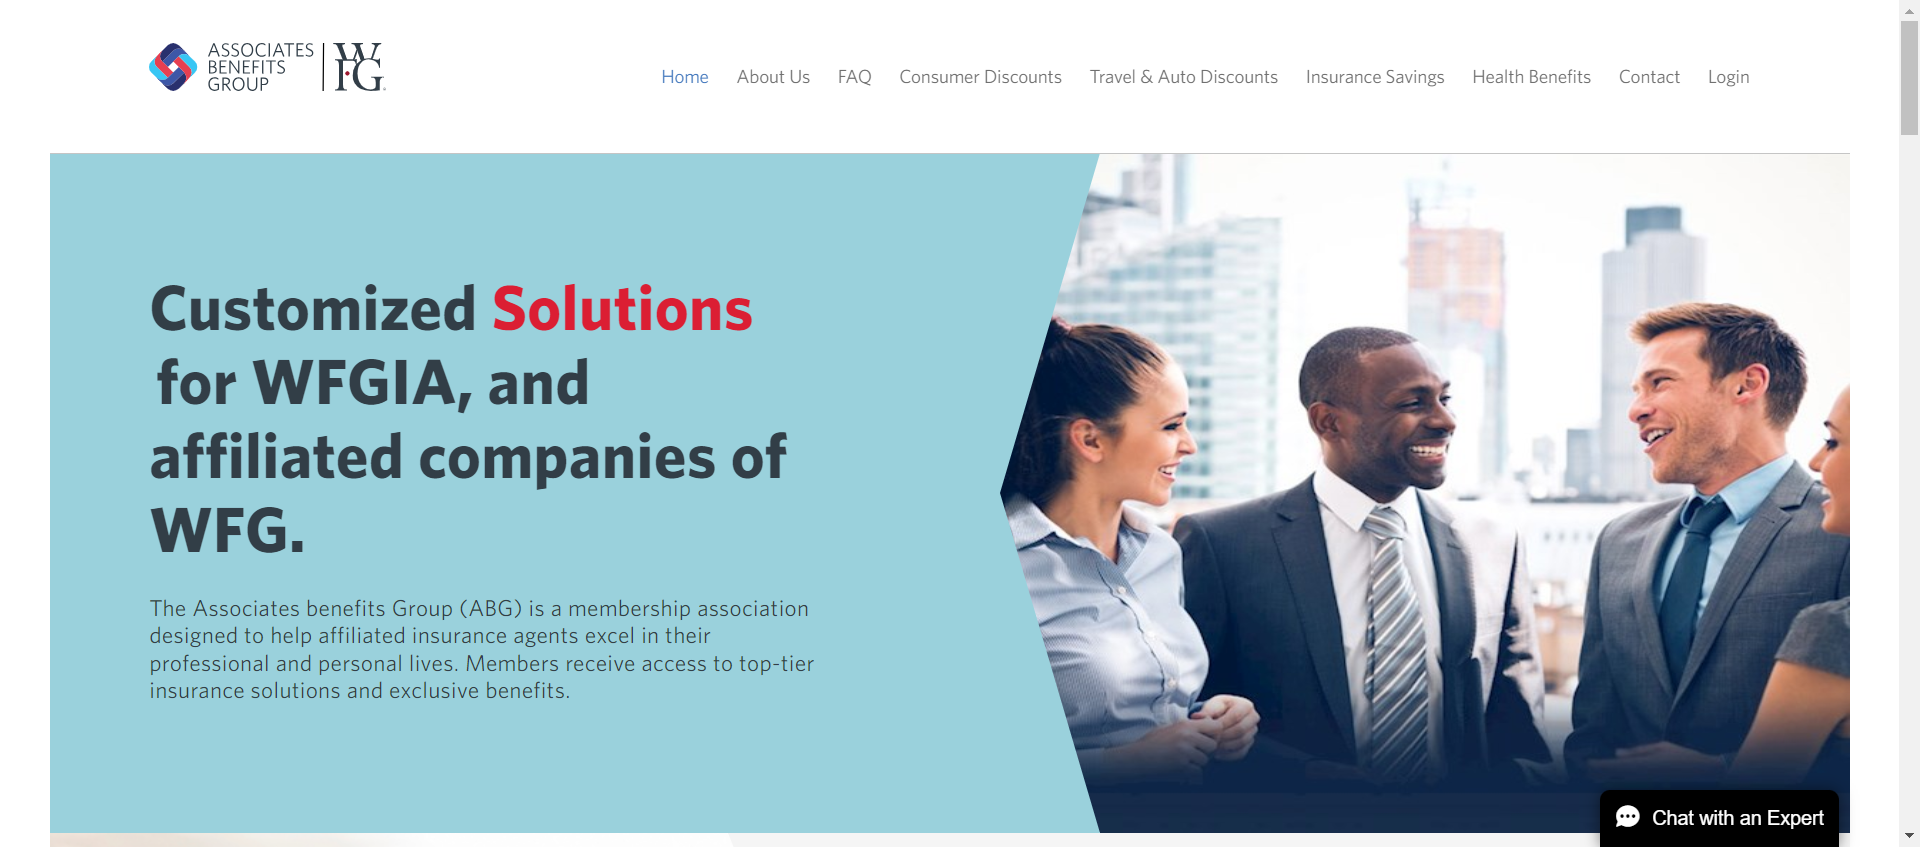 ASSOCIATES
BENEFITS
GROUP
WFG
Home About Us FAQ Consumer Discounts Travel & Auto Discounts Insurance Savings Health Benefits Contact Login
Customized Solutions
for WFGIA, and
affiliated companies of
WFG.
The Associates benefits Group (ABG) is a membership association
designed to help affiliated insurance agents excel in their
professional and personal lives. Members receive access to top-tier
insurance solutions and exclusive benefits.
Chat with an Expert